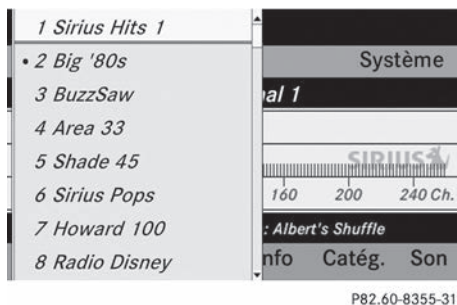 1 Sirius Hits 1
• 2 Big '80s
Système
3 BuzzSaw
al 1
4 Area 33
5 Shade 45
SIRIUS
6 Sirius Pops
160 200 240 Ch.
7 Howard 100
: Albert's Shuffle
8 Radio Disney
nfo Catég. Son
P82.60-8355-31